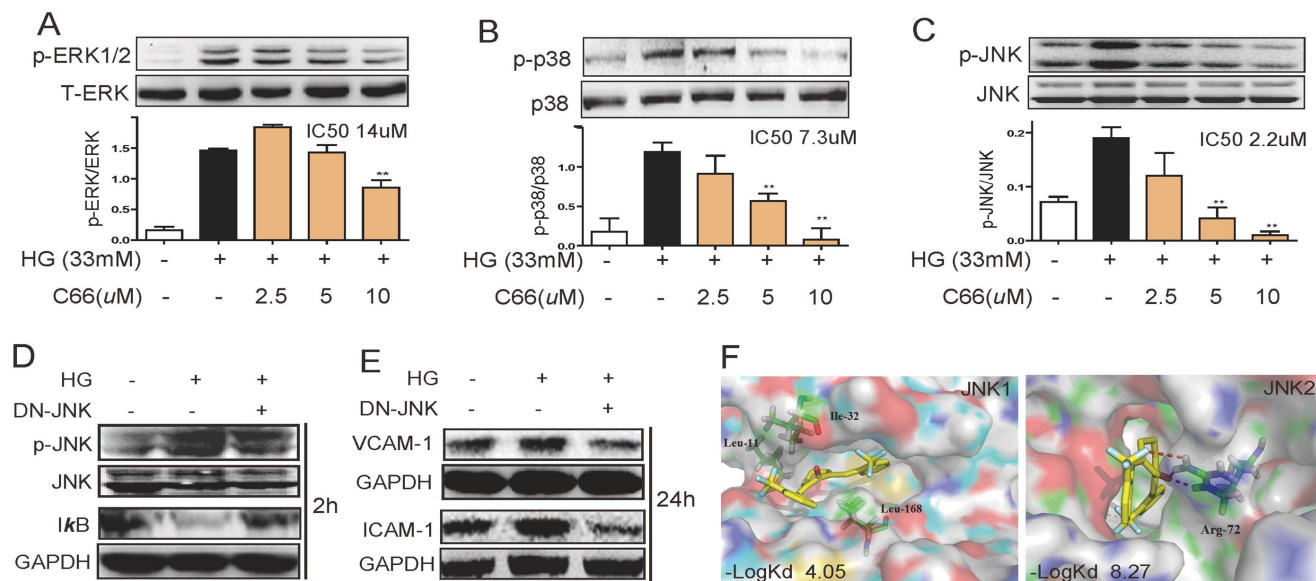 A
p-ERK1/2
T-ERK
IC50 14uM
p-ERK/ERK
1.5
1.0
0.5
0.0
**
HG (33mM) - + + + +
C66(uM) - - 2.5 5 10
B
p-p38
p38
IC50 7.3uM
p-p38/p38
1.5
1.0
0.5
0.0
** **
HG (33mM) - + + + +
C66(uM) - - 2.5 5 10
C
p-JNK
JNK
IC50 2.2uM
p-JNK/JNK
0.2
0.1
0.0
** **
HG (33mM) - + + + +
C66(uM) - - 2.5 5 10
D
HG - + +
DN-JNK - - +
p-JNK
JNK
IkB
GAPDH
2h
E
HG - + +
DN-JNK - - +
VCAM-1
GAPDH
ICAM-1
GAPDH
24h
F
JNK1
Ile-32
Leu-11
Leu-168
-LogKd 4.05
JNK2
Arg-72
-LogKd 8.27